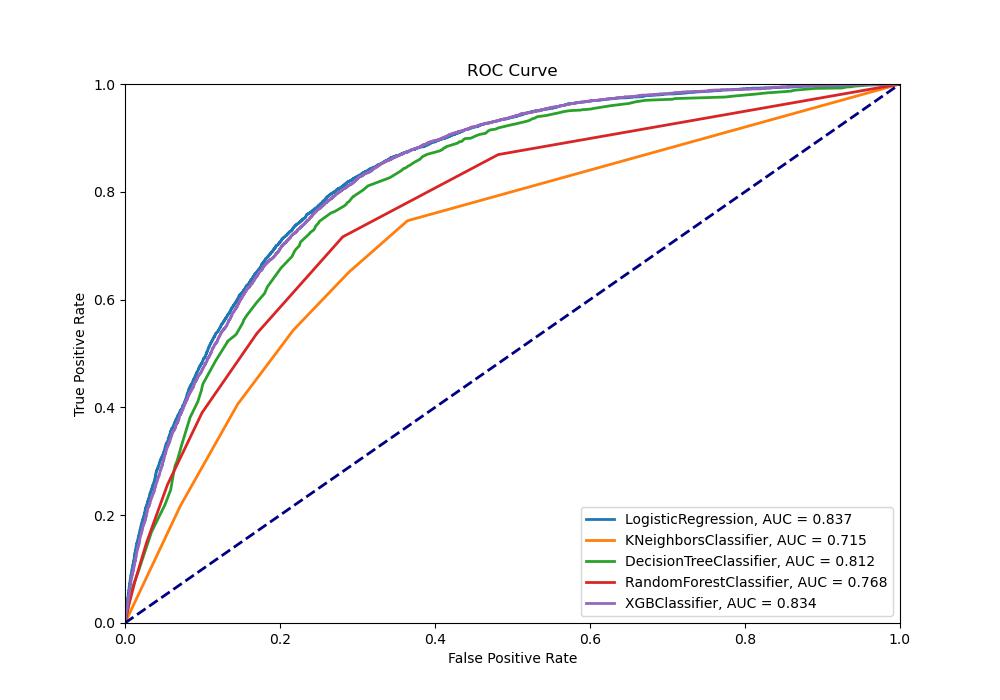 ROC Curve
True Positive Rate
1.0
0.8
0.6
0.4
0.2
0.0
LogisticRegression, AUC = 0.837
KNeighborsClassifier, AUC = 0.715
DecisionTreeClassifier, AUC = 0.812
RandomForestClassifier, AUC = 0.768
XGBClassifier, AUC = 0.834
0.0 0.2 0.4 0.6 0.8 1.0
False Positive Rate